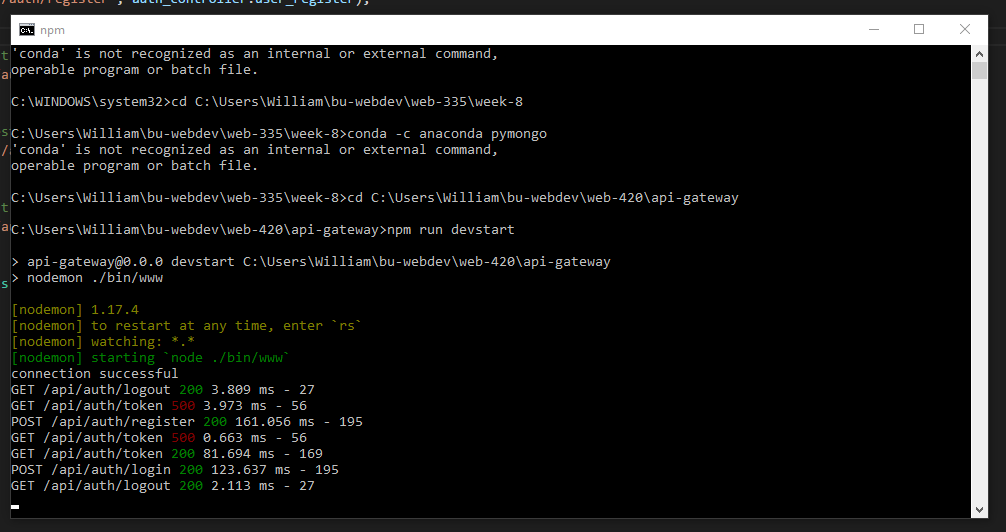 /auth/register', auth_controller.user_register);
npm
'conda' is not recognized as an internal or external command,
operable program or batch file.
C:\WINDOWS\system32>cd C:\Users\William\bu-webdev\web-335\week-8
C:\Users\William\bu-webdev\web-335\week-8>conda -c anaconda pymongo
'conda' is not recognized as an internal or external command,
operable program or batch file.
C:\Users\William\bu-webdev\web-335\week-8>cd C:\Users\William\bu-webdev\web-420\api-gateway
C:\Users\William\bu-webdev\web-420\api-gateway>npm run devstart
> api-gateway@0.0.0 devstart C:\Users\William\bu-webdev\web-420\api-gateway
> nodemon ./bin/www
[nodemon] 1.17.4
[nodemon] to restart at any time, enter `rs`
[nodemon] watching: *.*
[nodemon] starting `node ./bin/www`
connection successful
GET /api/auth/logout 200 3.809 ms - 27
GET /api/auth/token 500 3.973 ms - 56
POST /api/auth/register 200 161.056 ms - 195
GET /api/auth/token 500 0.663 ms - 56
GET /api/auth/token 200 81.694 ms - 169
POST /api/auth/login 200 123.637 ms - 195
GET /api/auth/logout 200 2.113 ms - 27